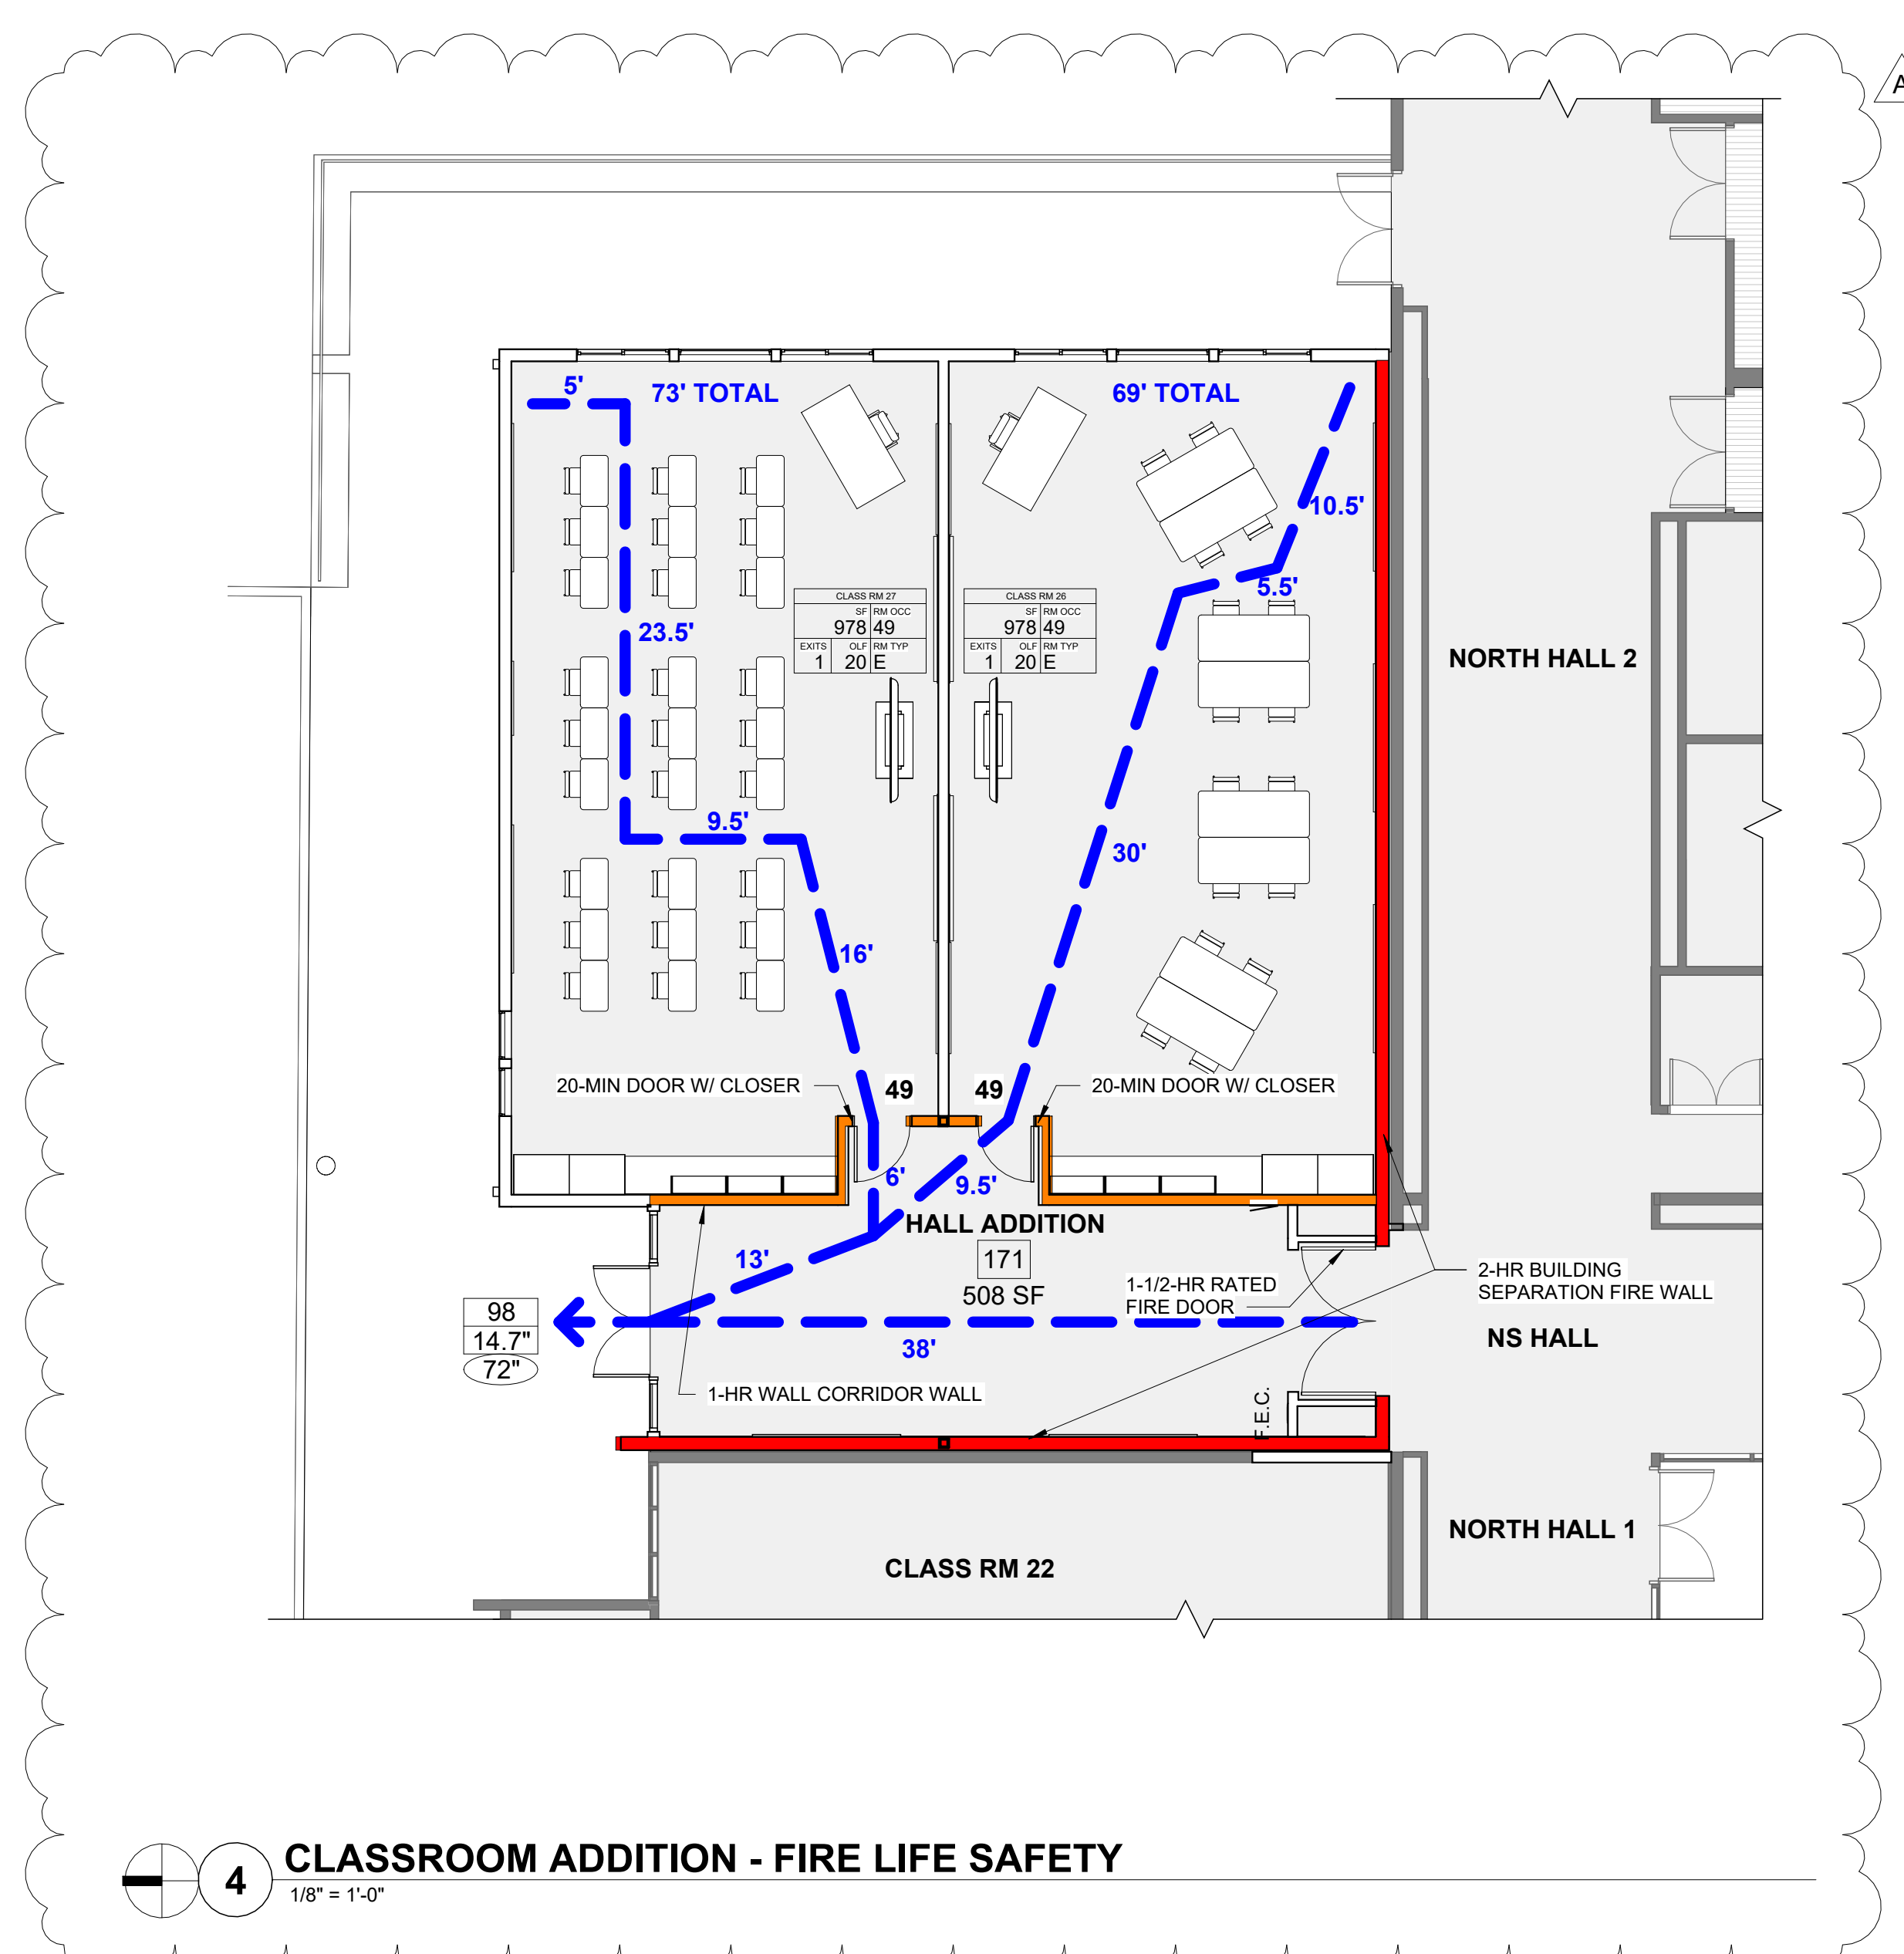 A
5'
73' TOTAL
69' TOTAL
10.5'
5.5'
CLASS RM 27
SF RM OCC
978 49
EXITS OLF RM TYP
1 20 E
CLASS RM 26
SF RM OCC
978 49
EXITS OLF RM TYP
1 20 E
23.5'
NORTH HALL 2
9.5'
30'
16'
20-MIN DOOR W/ CLOSER
49
49
20-MIN DOOR W/ CLOSER
6'
9.5'
HALL ADDITION
171
508 SF
13'
1-1/2-HR RATED
FIRE DOOR
2-HR BUILDING
SEPARATION FIRE WALL
98
14.7"
72"
38'
NS HALL
1-HR WALL CORRIDOR WALL
F.E.C.
NORTH HALL 1
CLASS RM 22
4
CLASSROOM ADDITION - FIRE LIFE SAFETY
1/8" = 1'-0"